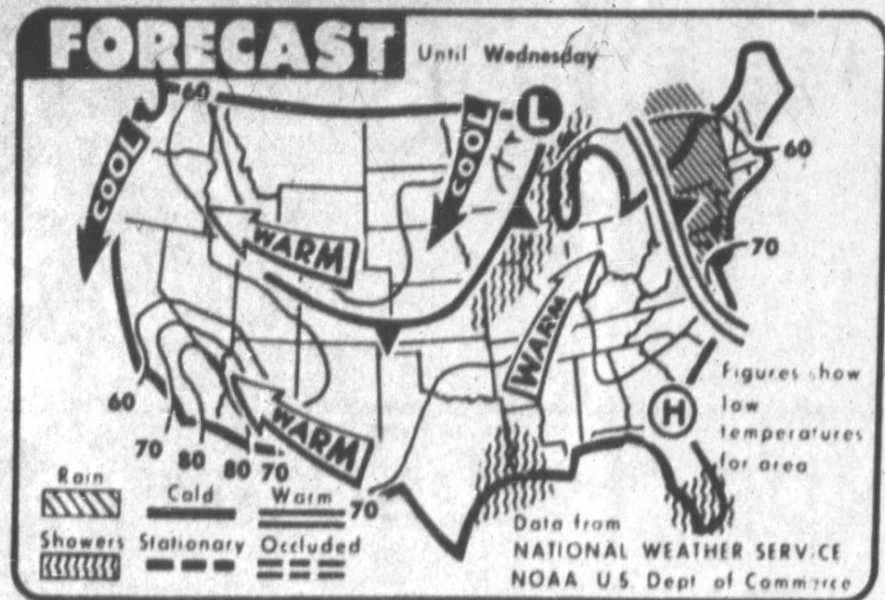 FORECAST
Until Wednesday
60
COOL
COOL
L
60
WARM
70
WARM
WARM
H
Figures show
low
temperatures
for area
60
70
80
80
70
70
Rain
Cold
Warm
Showers
Stationary
Occluded
Data from
NATIONAL WEATHER SERVICE
NOAA U.S. Dept of Commerce